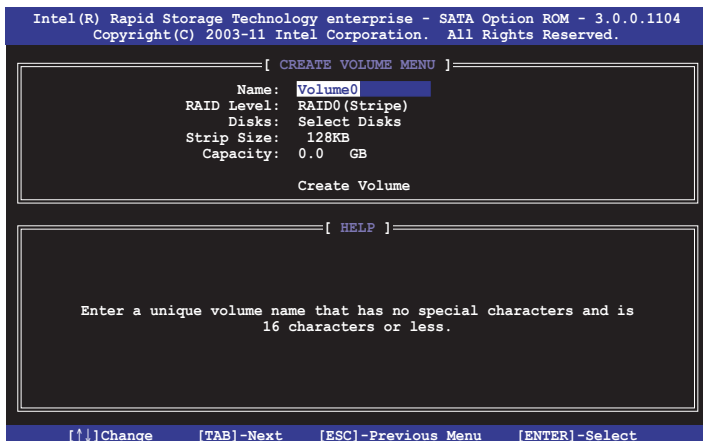 Intel(R) Rapid Storage Technology enterprise - SATA Option ROM - 3.0.0.1104
Copyright(C) 2003-11 Intel Corporation. All Rights Reserved.
[ CREATE VOLUME MENU ]
Name: Volume0
RAID Level: RAID0(Stripe)
Disks: Select Disks
Strip Size: 128KB
Capacity: 0.0 GB
Create Volume
[ HELP ]
Enter a unique volume name that has no special characters and is
16 characters or less.
[↑↓]Change [TAB]-Next [ESC]-Previous Menu [ENTER]-Select